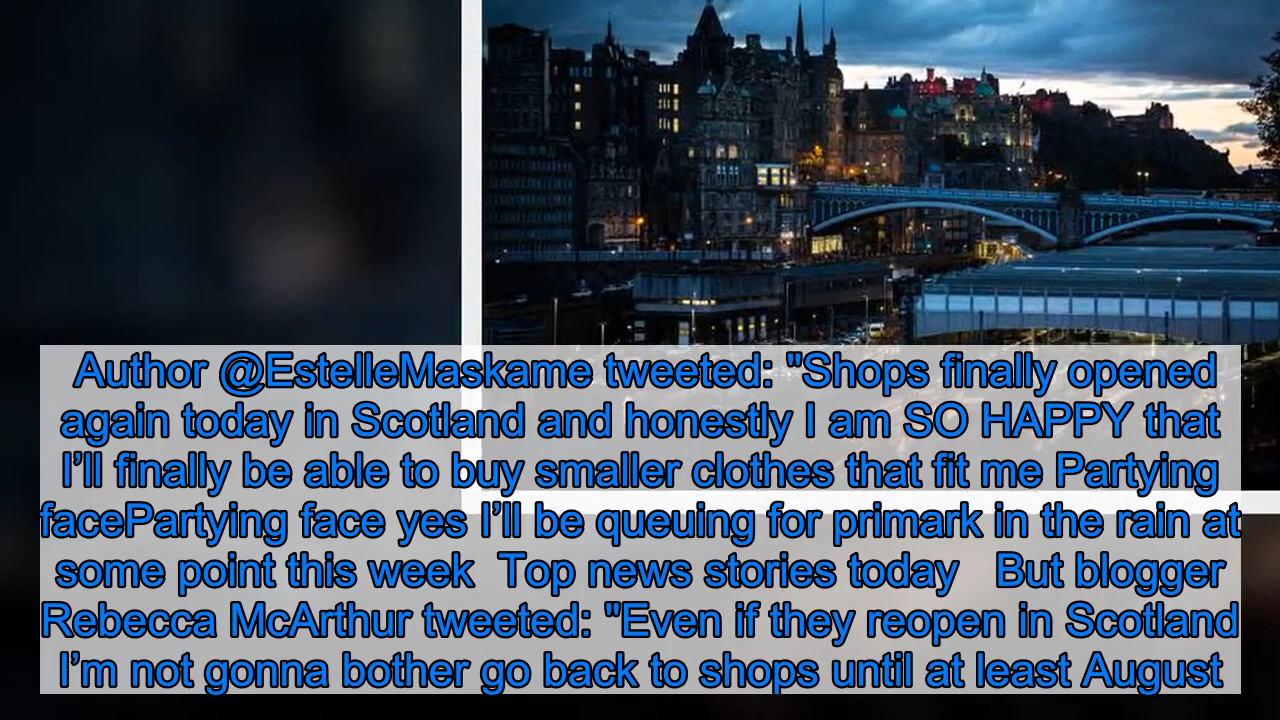 Author @EstelleMaskame tweeted: "Shops finally opened
again today in Scotland and honestly I am SO HAPPY that
I’ll finally be able to buy smaller clothes that fit me Partying
facePartying face yes I’ll be queuing for primark in the rain at
some point this week  Top news stories today   But blogger
Rebecca McArthur tweeted: "Even if they reopen in Scotland
I’m not gonna bother go back to shops until at least August